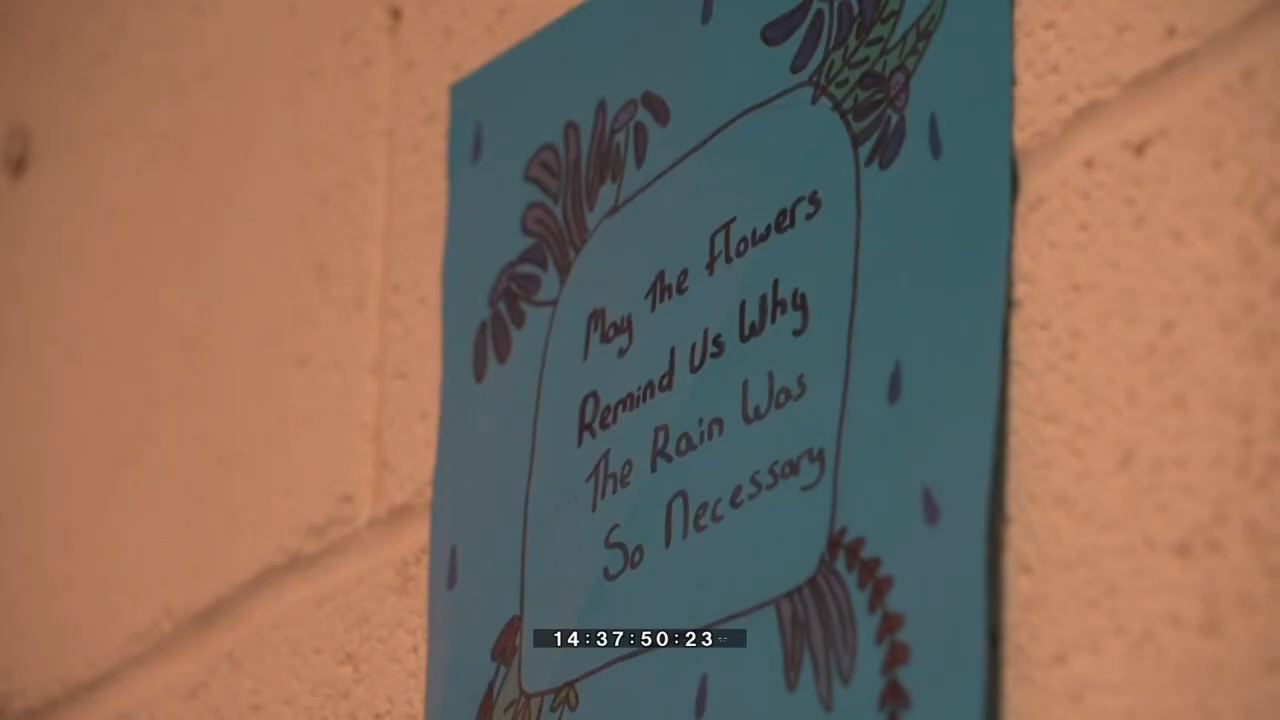 May The Flowers
Remind Us Why
The Rain Was
So Necessary
14:37:50:23